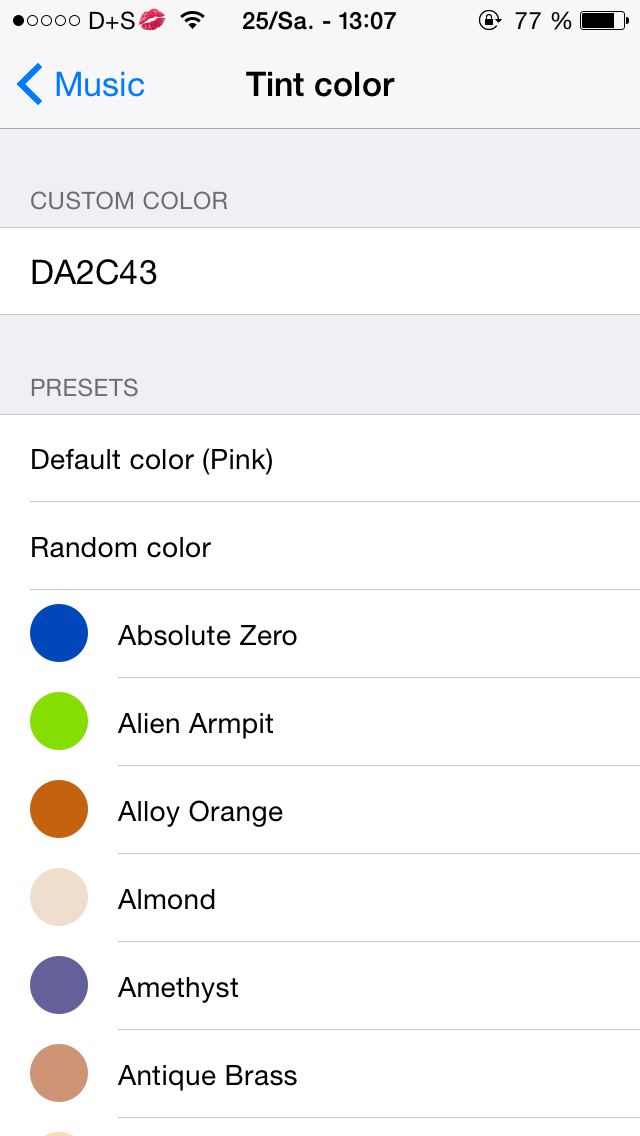 D+S💋 25/Sa. - 13:07 77 %
Music Tint color
CUSTOM COLOR
DA2C43
PRESETS
Default color (Pink)
Random color
Absolute Zero
Alien Armpit
Alloy Orange
Almond
Amethyst
Antique Brass